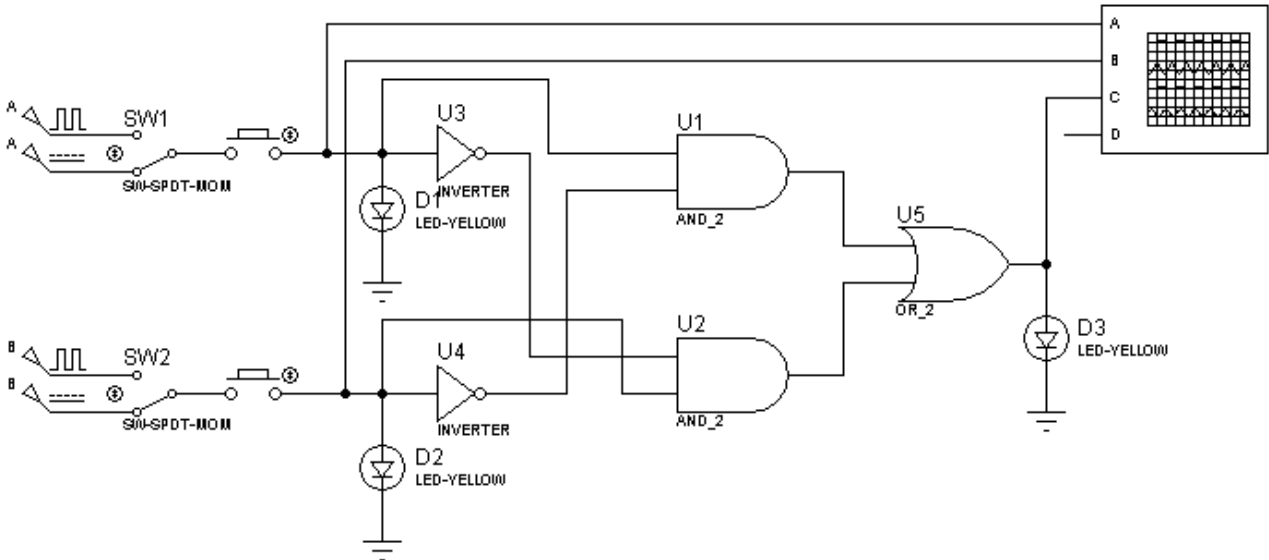 A
B
C
D
A
SW1
A
SW-SPDT-MOM
U3
INVERTER
D1
LED-YELLOW
U1
AND_2
U5
OR_2
B
SW2
B
SW-SPDT-MOM
U4
INVERTER
D2
LED-YELLOW
U2
AND_2
D3
LED-YELLOW